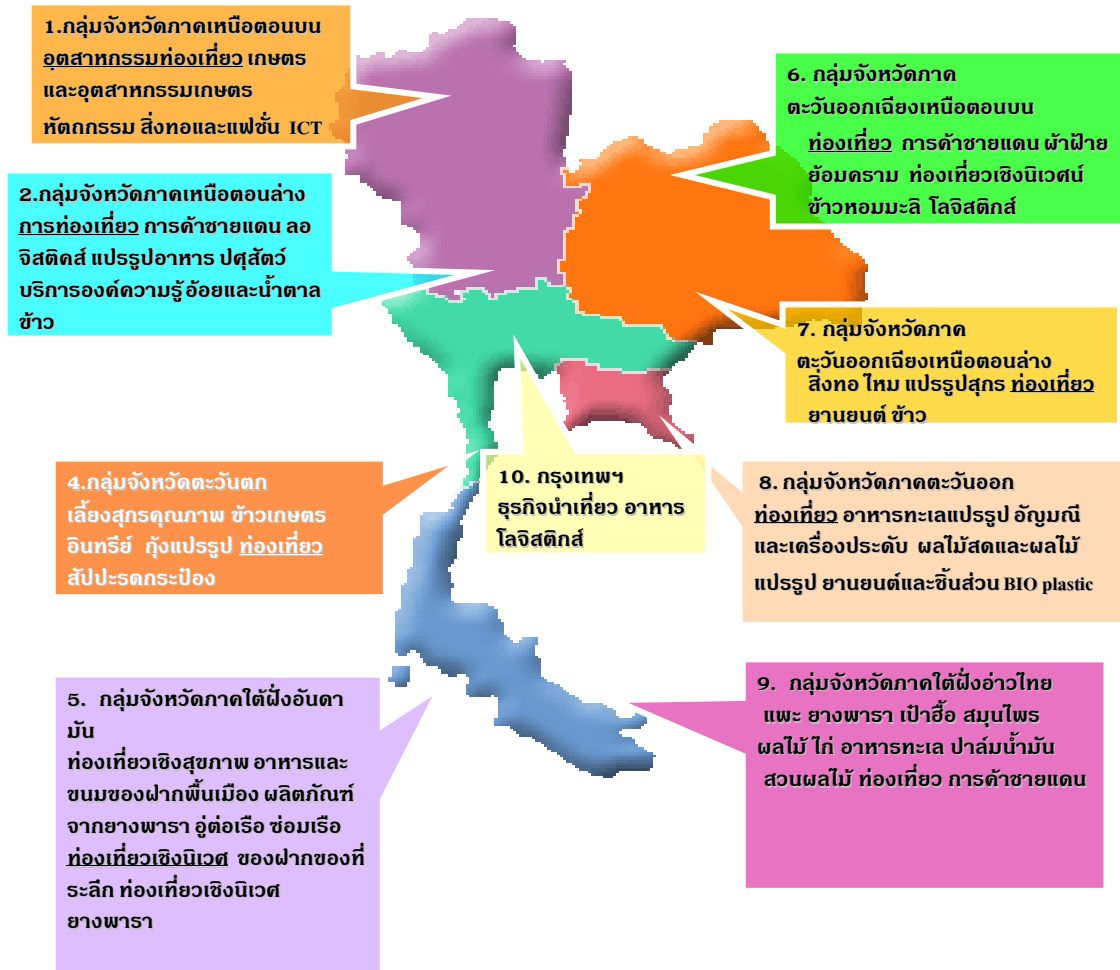 1.กลุ่มจังหวัดภาคเหนือตอนบน
อุตสาหกรรมท่องเที่ยว เกษตร
และอุตสาหกรรมเกษตร
หัตถกรรม สิ่งทอและแฟชั่น ICT
2.กลุ่มจังหวัดภาคเหนือตอนล่าง
การท่องเที่ยว การค้าชายแดน ลอ
จิสติคส์ แปรรูปอาหาร ปศุสัตว์
บริการองค์ความรู้ อ้อยและน้ำตาล
ข้าว
4.กลุ่มจังหวัดตะวันตก
เลี้ยงสุกรคุณภาพ ข้าวเกษตร
อินทรีย์ กุ้งแปรรูป ท่องเที่ยว
สัปปะรดกระป๋อง
5. กลุ่มจังหวัดภาคใต้ฝั่งอันดา
มัน
ท่องเที่ยวเชิงสุขภาพ อาหารและ
ขนมของฝากพื้นเมือง ผลิตภัณฑ์
จากยางพารา อู่ต่อเรือ ซ่อมเรือ
ท่องเที่ยวเชิงนิเวศ ของฝากของที่
ระลึก ท่องเที่ยวเชิงนิเวศ
ยางพารา
6. กลุ่มจังหวัดภาค
ตะวันออกเฉียงเหนือตอนบน
ท่องเที่ยว การค้าชายแดน ผ้าฝ้าย
ย้อมคราม ท่องเที่ยวเชิงนิเวศน์
ข้าวหอมมะลิ โลจิสติกส์
7. กลุ่มจังหวัดภาค
ตะวันออกเฉียงเหนือตอนล่าง
สิ่งทอ ไหม แปรรูปสุกร ท่องเที่ยว
ยานยนต์ ข้าว
8. กลุ่มจังหวัดภาคตะวันออก
ท่องเที่ยว อาหารทะเลแปรรูป อัญมณี
และเครื่องประดับ ผลไม้สดและผลไม้
แปรรูป ยานยนต์และชิ้นส่วน BIO plastic
9. กลุ่มจังหวัดภาคใต้ฝั่งอ่าวไทย
แพะ ยางพารา เป๋าฮื้อ สมุนไพร
ผลไม้ ไก่ อาหารทะเล ปาล์มน้ำมัน
สวนผลไม้ ท่องเที่ยว การค้าชายแดน
10. กรุงเทพฯ
ธุรกิจนำเที่ยว อาหาร
โลจิสติกส์